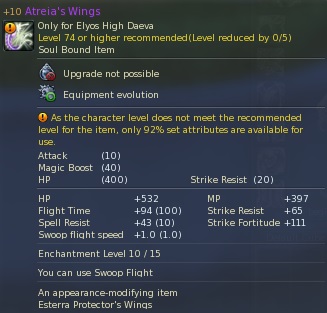 +10 Atreia's Wings
Only for Elyos High Daeva
Level 74 or higher recommended(Level reduced by 0/5)
Soul Bound Item
Upgrade not possible
Equipment evolution
As the character level does not meet the recommended
level for the item, only 92% set attributes are available for
use.
Attack (10)
Magic Boost (40)
HP (400) Strike Resist (20)
HP +532 MP +397
Flight Time +94 (100) Strike Resist +65
Spell Resist +43 (10) Strike Fortitude +111
Swoop flight speed +1.0 (1.0)
Enchantment Level 10 / 15
You can use Swoop Flight
An appearance-modifying item
Esterra Protector's Wings